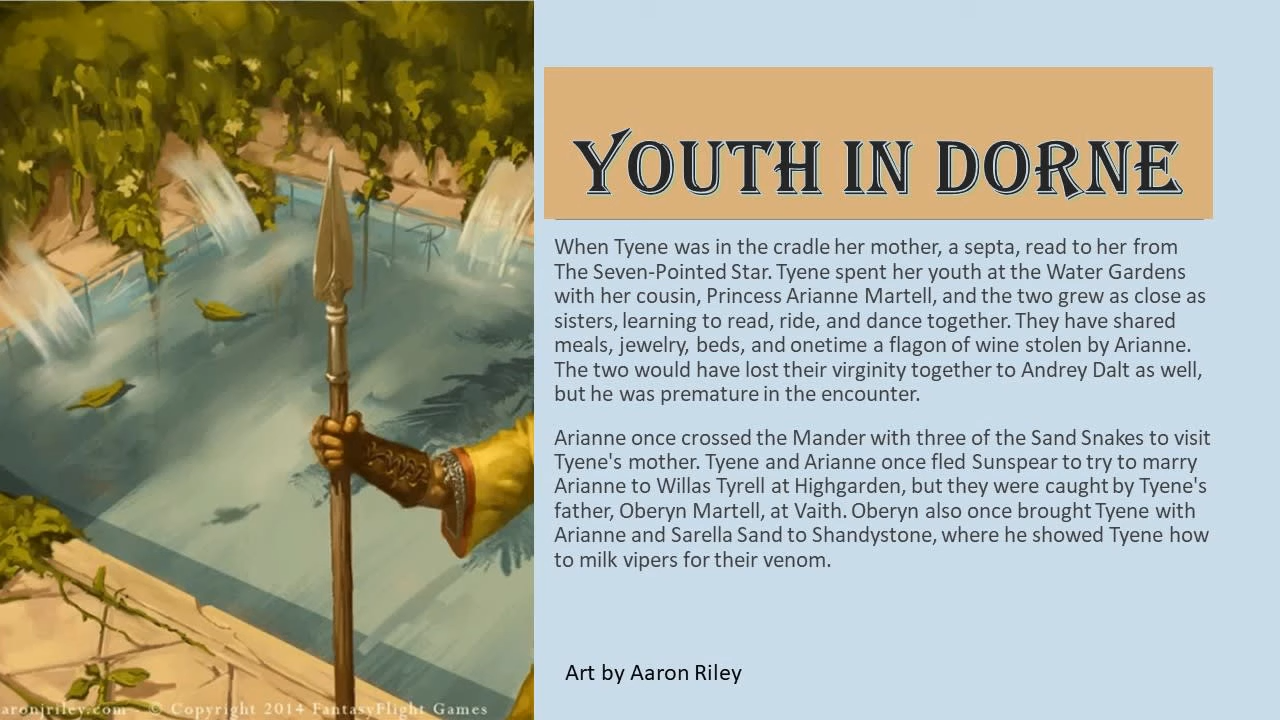 YOUTH IN DORNE
When Tyene was in the cradle her mother, a septa, read to her from
The Seven-Pointed Star. Tyene spent her youth at the Water Gardens
with her cousin, Princess Arianne Martell, and the two grew as close as
sisters, learning to read, ride, and dance together. They have shared
meals, jewelry, beds, and onetime a flagon of wine stolen by Arianne.
The two would have lost their virginity together to Andrey Dalt as well,
but he was premature in the encounter.
Arianne once crossed the Mander with three of the Sand Snakes to visit
Tyene's mother. Tyene and Arianne once fled Sunspear to try to marry
Arianne to Willas Tyrell at Highgarden, but they were caught by Tyene's
father, Oberyn Martell, at Vaith. Oberyn also once brought Tyene with
Arianne and Sarella Sand to Shandystone, where he showed Tyene how
to milk vipers for their venom.
Art by Aaron Riley
aronjriley.com - © Copyright 2014 FantasyFlight Games